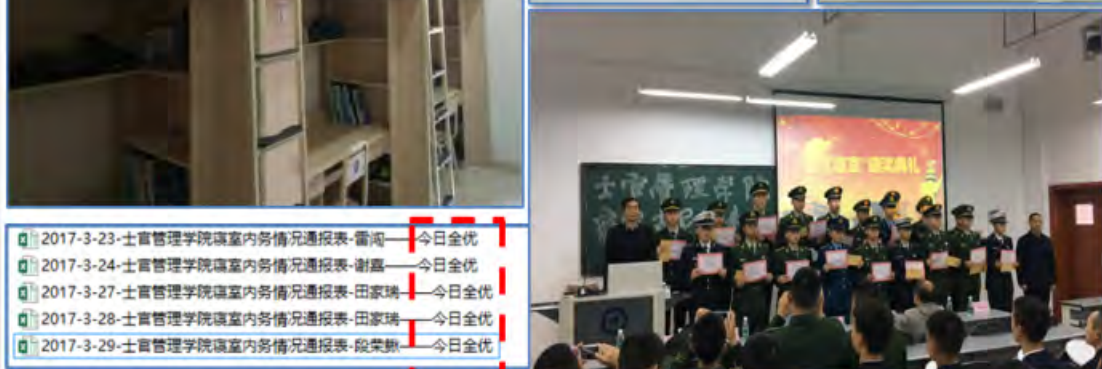 2017-3-23-士官管理学院寝室内务情况通报表-雷闯——今日全优
2017-3-24-士官管理学院寝室内务情况通报表-谢嘉——今日全优
2017-3-27-士官管理学院寝室内务情况通报表-田家瑞——今日全优
2017-3-28-士官管理学院寝室内务情况通报表-田家瑞——今日全优
2017-3-29-士官管理学院寝室内务情况通报表-段荣——今日全优
室"颁奖典礼
士官管理学院